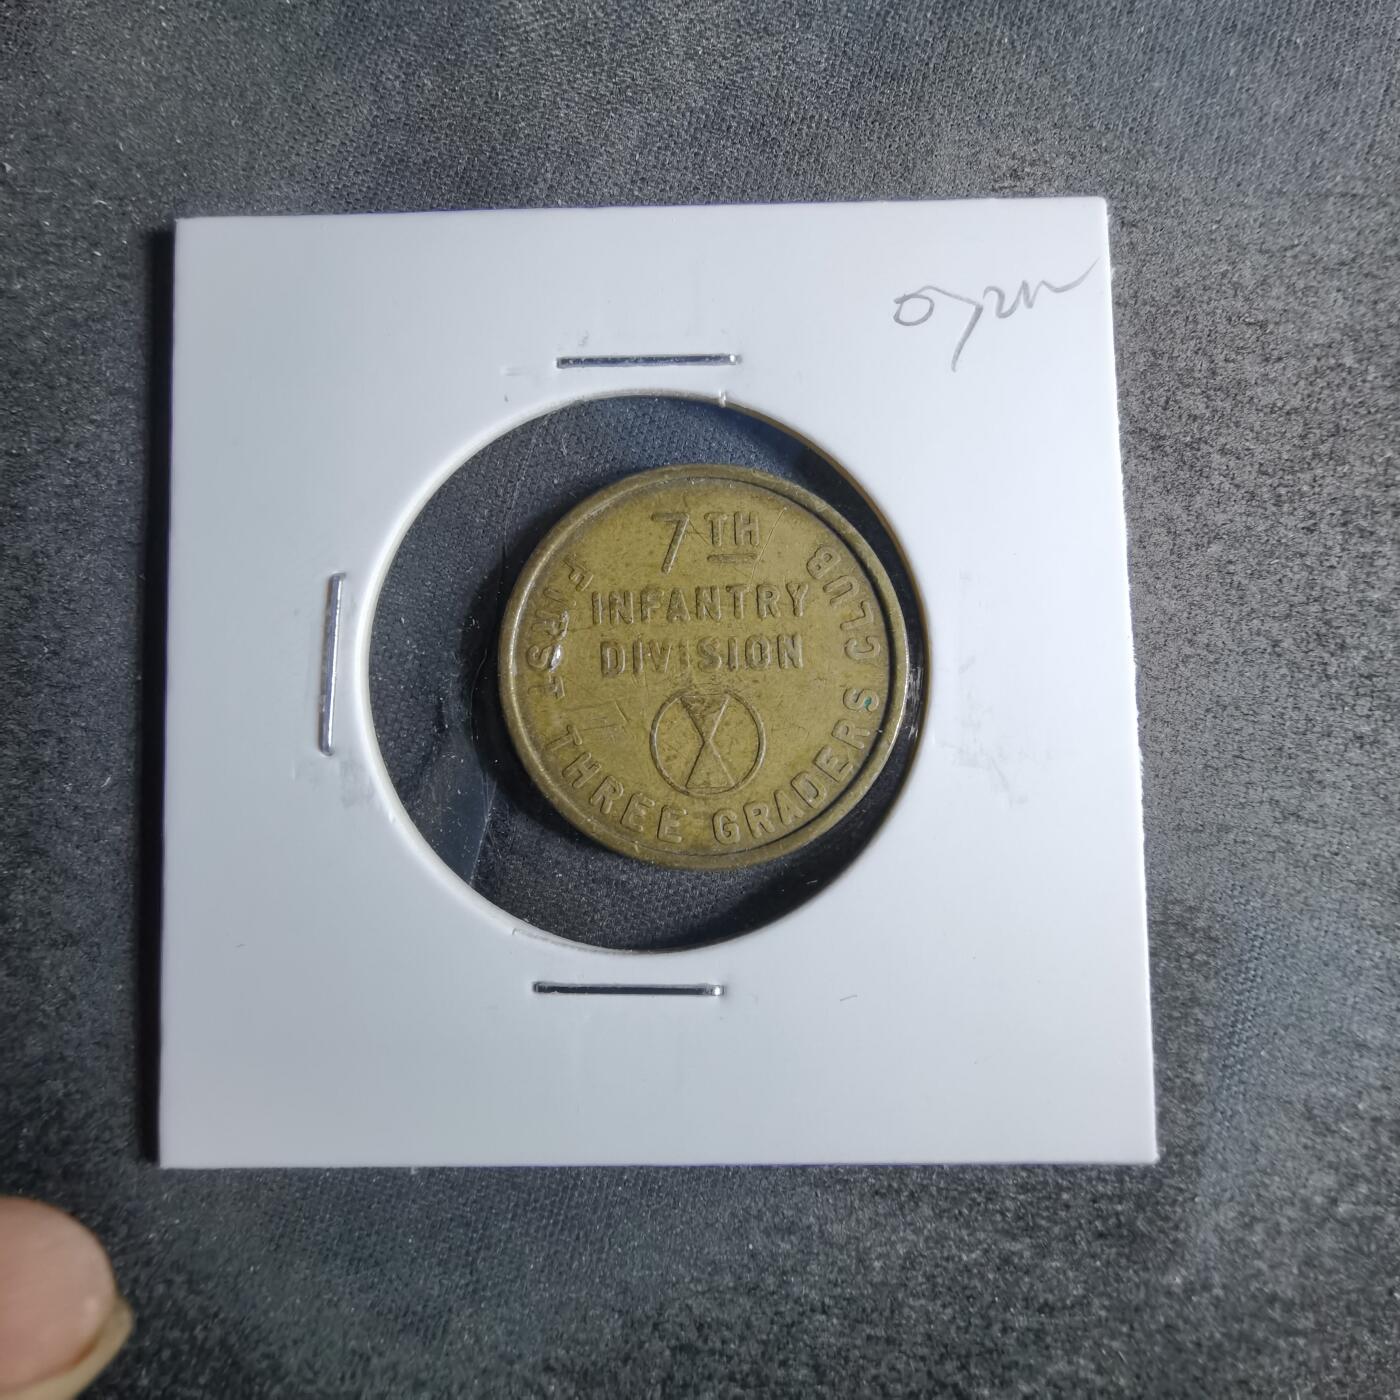 7TH
INFANTRY
DIVISION
FIRST THREE GRADERS CLUB